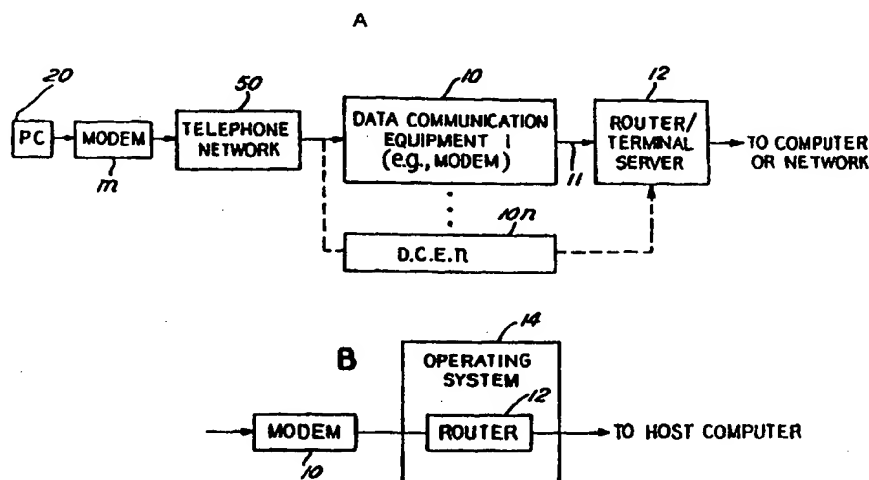 A
20
PC
MODEM
m
50
TELEPHONE
NETWORK
10
DATA COMMUNICATION
EQUIPMENT 1
(e.g., MODEM)
11
12
ROUTER/
TERMINAL
SERVER
TO COMPUTER
OR NETWORK
10n
D.C.E.n
B
14
OPERATING
SYSTEM
MODEM
10
12
ROUTER
TO HOST COMPUTER